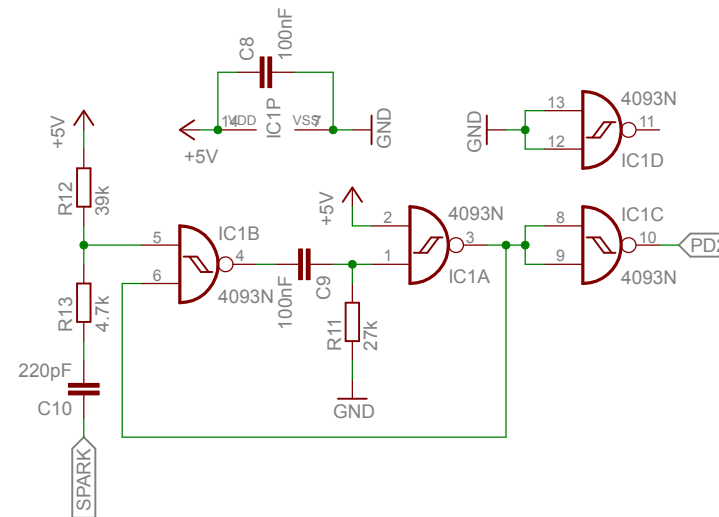 C8
100nF
14
VDD
IC1P
VSS
7
+5V
GND
GND
13
12
4093N
11
IC1D
+5V
R12
39k
5
6
IC1B
4
4093N
100nF
C9
+5V
2
1
4093N
3
IC1A
8
9
IC1C
10
4093N
PD2
R13
4.7k
R11
27k
GND
220pF
C10
SPARK